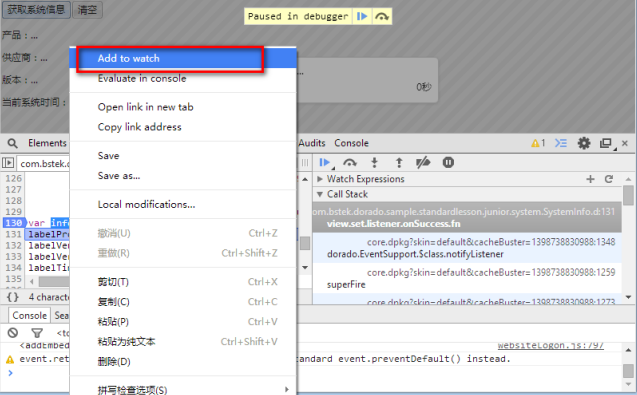 获取系统信息 清空
Paused in debugger
产品：...
供应商：...
版本：...
当前系统时间：
...
0秒
Add to watch
Evaluate in console
Open link in new tab
Copy link address
Save
Save as...
Local modifications...
撤消(U) Ctrl+Z
重做(R) Ctrl+Shift+Z
剪切(T) Ctrl+X
复制(C) Ctrl+C
粘贴(P) Ctrl+V
粘贴为纯文本 Ctrl+Shift+V
删除(D)
拼写检查选项(S)
Elements
Audits Console
1
com.bstek.
Watch Expressions
Call Stack
126
127
128
129
130 var info
131 labelPro
132 labelVer
133 labelVer
134 labelTi
135
om.bstek.dorado.sample.standardlesson.junior.system.SystemInfo.d:131
view.set.listener.onSuccess.fn
core.dpkg?skin=default&cacheBuster=1398738830988:1348
dorado.EventSupport.$class.notifyListener
core.dpkg?skin=default&cacheBuster=1398738830988:1259
superFire
core.dpkg?skin=default&cacheBuster=1398738830988:1273
{} 4 charact
Console Sea
<to
<addEmbed
WebsiteLogon.js:797
event.ret
tandard event.preventDefault() instead.